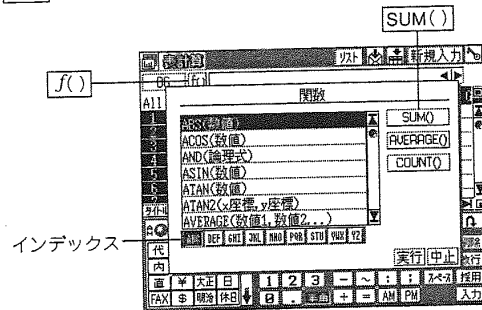 SUM( )
f( )
表計算 リスト 新規入力
D6 f()
All 関数
ABS(数値) SUM()
ACOS(数値) AVERAGE()
AND(論理式) COUNT()
ASIN(数値)
ATAN(数値)
ATAN2(x座標,y座標)
AVERAGE(数値1,数値2...)
インデックス ABC DEF GHI JKL MNO PQR STU VWX YZ
代 実行 中止
内 改行
直 ¥ 大正 日 1 2 3 - ~ : ; スペース 採用
FAX $ 明治 休日 0 . + = AM PM 入力